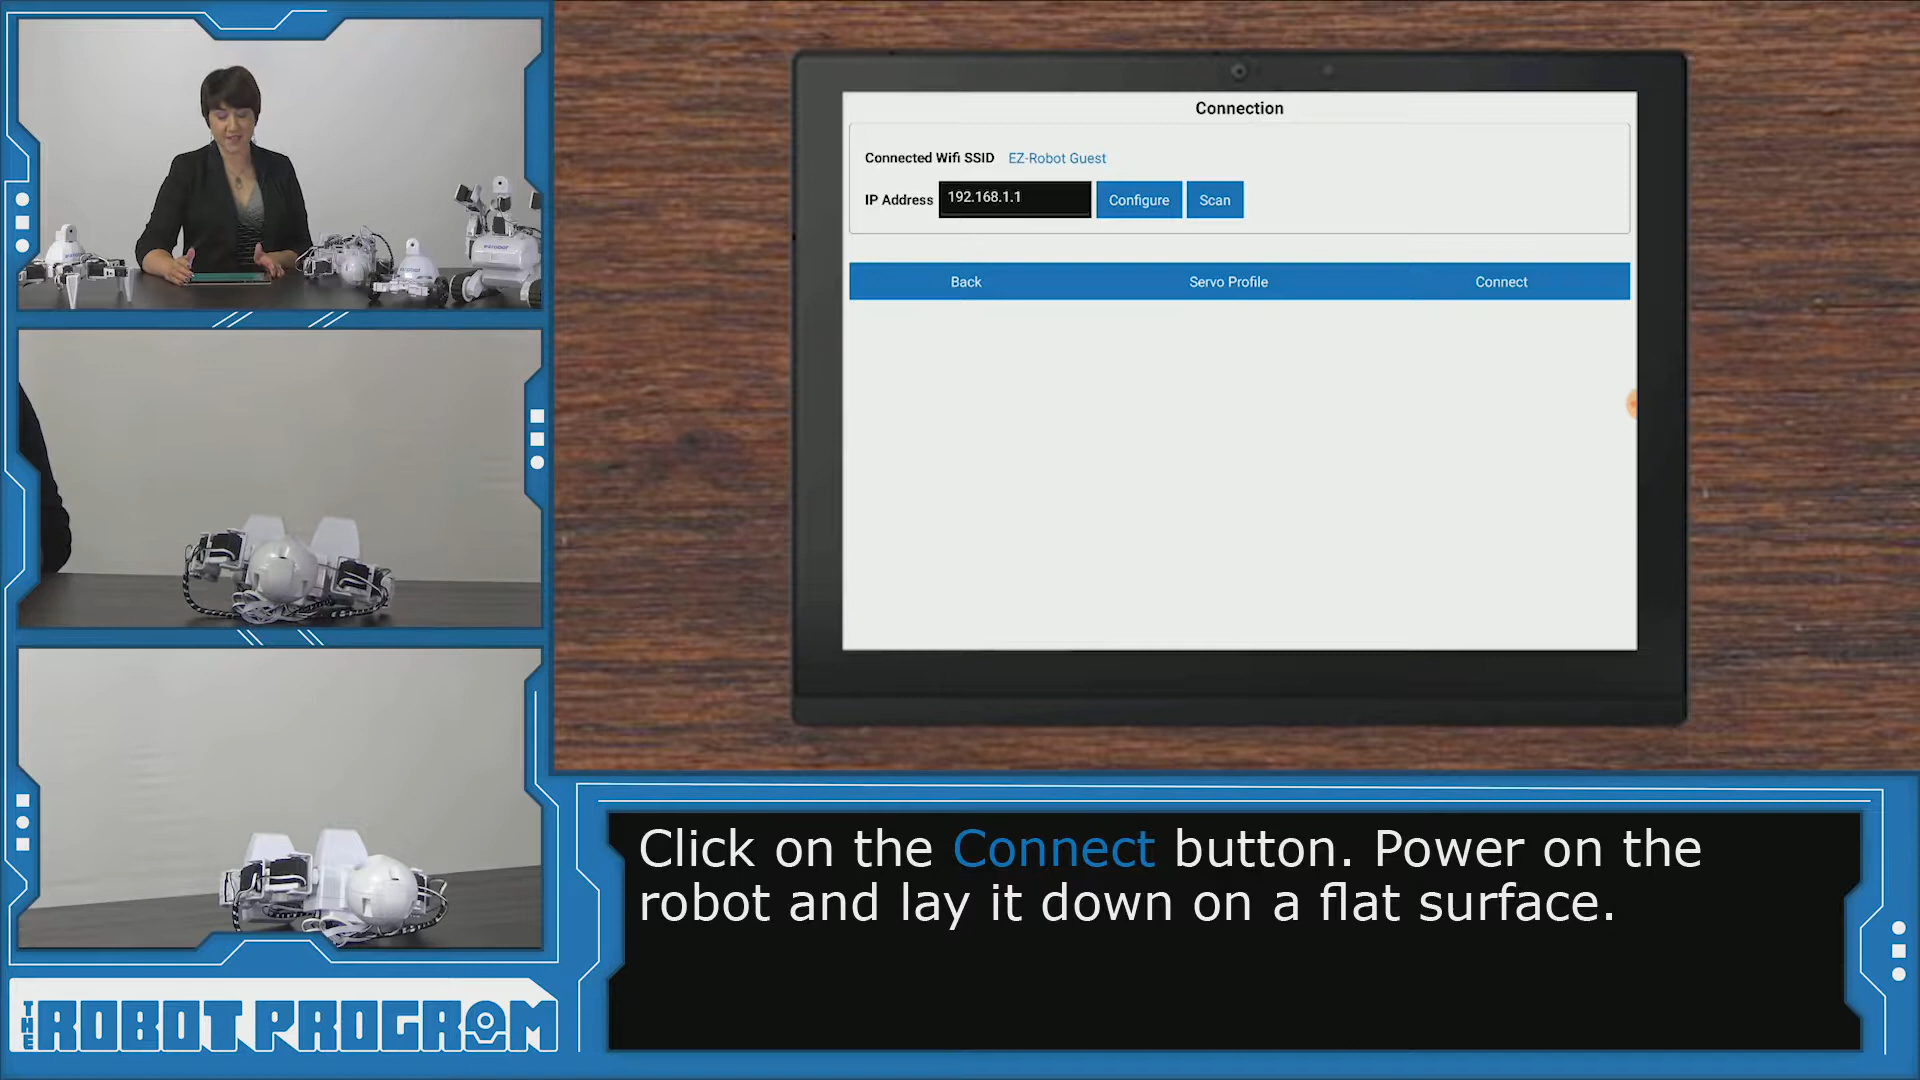 Connection
Connected Wifi SSID EZ-Robot Guest
IP Address 192.168.1.1 Configure Scan
Back Servo Profile Connect
Click on the Connect button. Power on the
robot and lay it down on a flat surface.
THE ROBOT PROGRAM